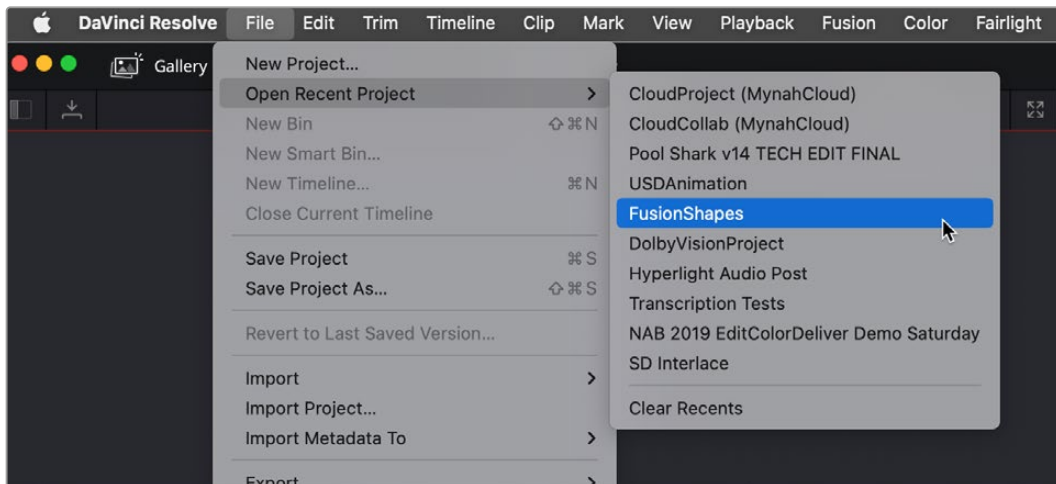 DaVinci Resolve File Edit Trim Timeline Clip Mark View Playback Fusion Color Fairlight
Gallery
New Project...
Open Recent Project
New Bin ⇧⌘N
New Smart Bin...
New Timeline... ⌘N
Close Current Timeline
Save Project ⌘S
Save Project As... ⇧⌘S
Revert to Last Saved Version...
Import
Import Project...
Import Metadata To
Export
CloudProject (MynahCloud)
CloudCollab (MynahCloud)
Pool Shark v14 TECH EDIT FINAL
USDAnimation
FusionShapes
DolbyVisionProject
Hyperlight Audio Post
Transcription Tests
NAB 2019 EditColorDeliver Demo Saturday
SD Interlace
Clear Recents